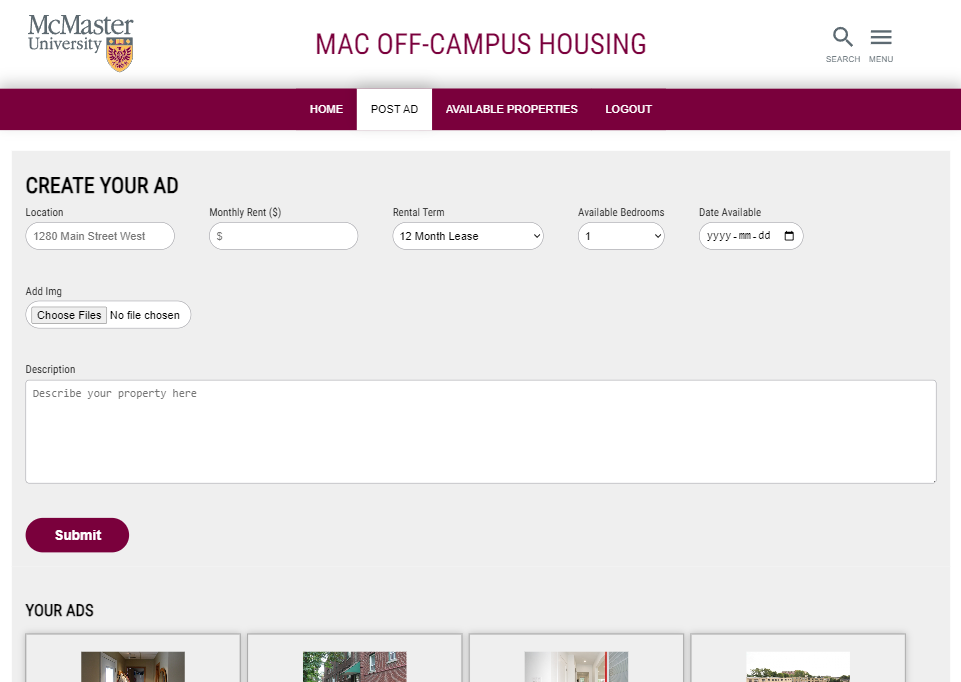 McMaster
University
MAC OFF-CAMPUS HOUSING
SEARCH MENU
HOME POST AD AVAILABLE PROPERTIES LOGOUT
CREATE YOUR AD
Location Monthly Rent ($) Rental Term Available Bedrooms Date Available
1280 Main Street West $ 12 Month Lease 1 yyyy-mm-dd
Add Img
Choose Files No file chosen
Description
Describe your property here
Submit
YOUR ADS